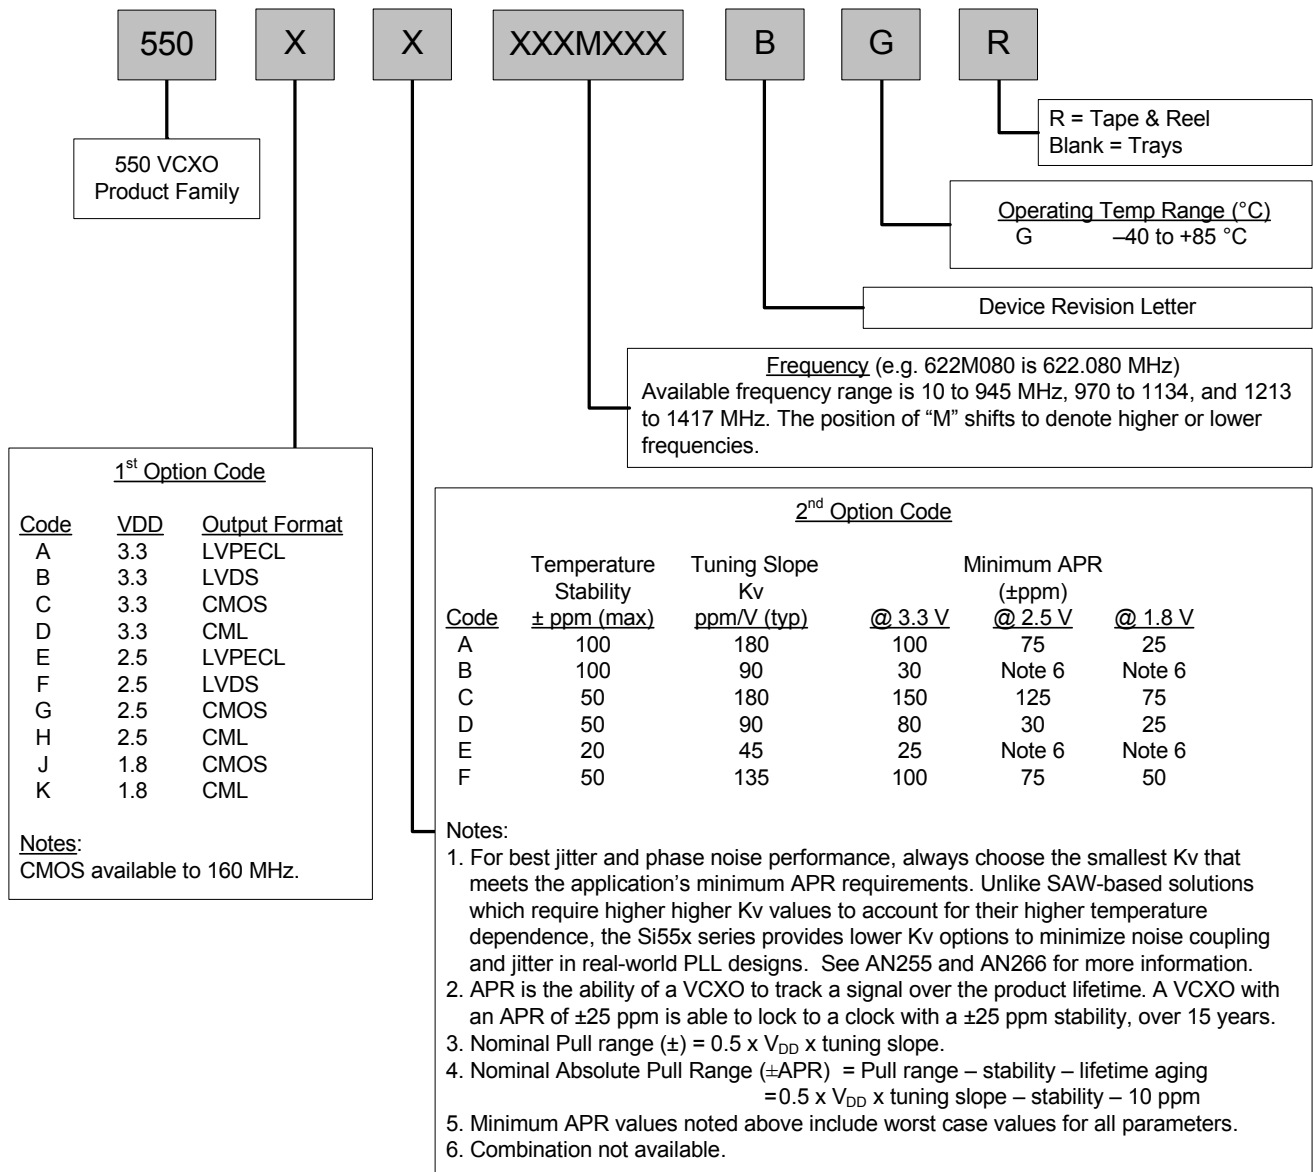 550 X X XXXMXXX B G R
R = Tape & Reel
Blank = Trays
550 VCXO
Product Family
Operating Temp Range (°C)
G –40 to +85 °C
Device Revision Letter
Frequency (e.g. 622M080 is 622.080 MHz)
Available frequency range is 10 to 945 MHz, 970 to 1134, and 1213
to 1417 MHz. The position of “M” shifts to denote higher or lower
frequencies.
1st Option Code
Code VDD Output Format
A 3.3 LVPECL
B 3.3 LVDS
C 3.3 CMOS
D 3.3 CML
E 2.5 LVPECL
F 2.5 LVDS
G 2.5 CMOS
H 2.5 CML
J 1.8 CMOS
K 1.8 CML
Notes:
CMOS available to 160 MHz.
2nd Option Code
Temperature Tuning Slope Minimum APR
Stability Kv (±ppm)
Code ± ppm (max) ppm/V (typ) @ 3.3 V @ 2.5 V @ 1.8 V
A 100 180 100 75 25
B 100 90 30 Note 6 Note 6
C 50 180 150 125 75
D 50 90 80 30 25
E 20 45 25 Note 6 Note 6
F 50 135 100 75 50
Notes:
1. For best jitter and phase noise performance, always choose the smallest Kv that
meets the application’s minimum APR requirements. Unlike SAW-based solutions
which require higher higher Kv values to account for their higher temperature
dependence, the Si55x series provides lower Kv options to minimize noise coupling
and jitter in real-world PLL designs. See AN255 and AN266 for more information.
2. APR is the ability of a VCXO to track a signal over the product lifetime. A VCXO with
an APR of ±25 ppm is able to lock to a clock with a ±25 ppm stability, over 15 years.
3. Nominal Pull range (±) = 0.5 x VDD x tuning slope.
4. Nominal Absolute Pull Range (±APR) = Pull range – stability – lifetime aging
= 0.5 x VDD x tuning slope – stability – 10 ppm
5. Minimum APR values noted above include worst case values for all parameters.
6. Combination not available.